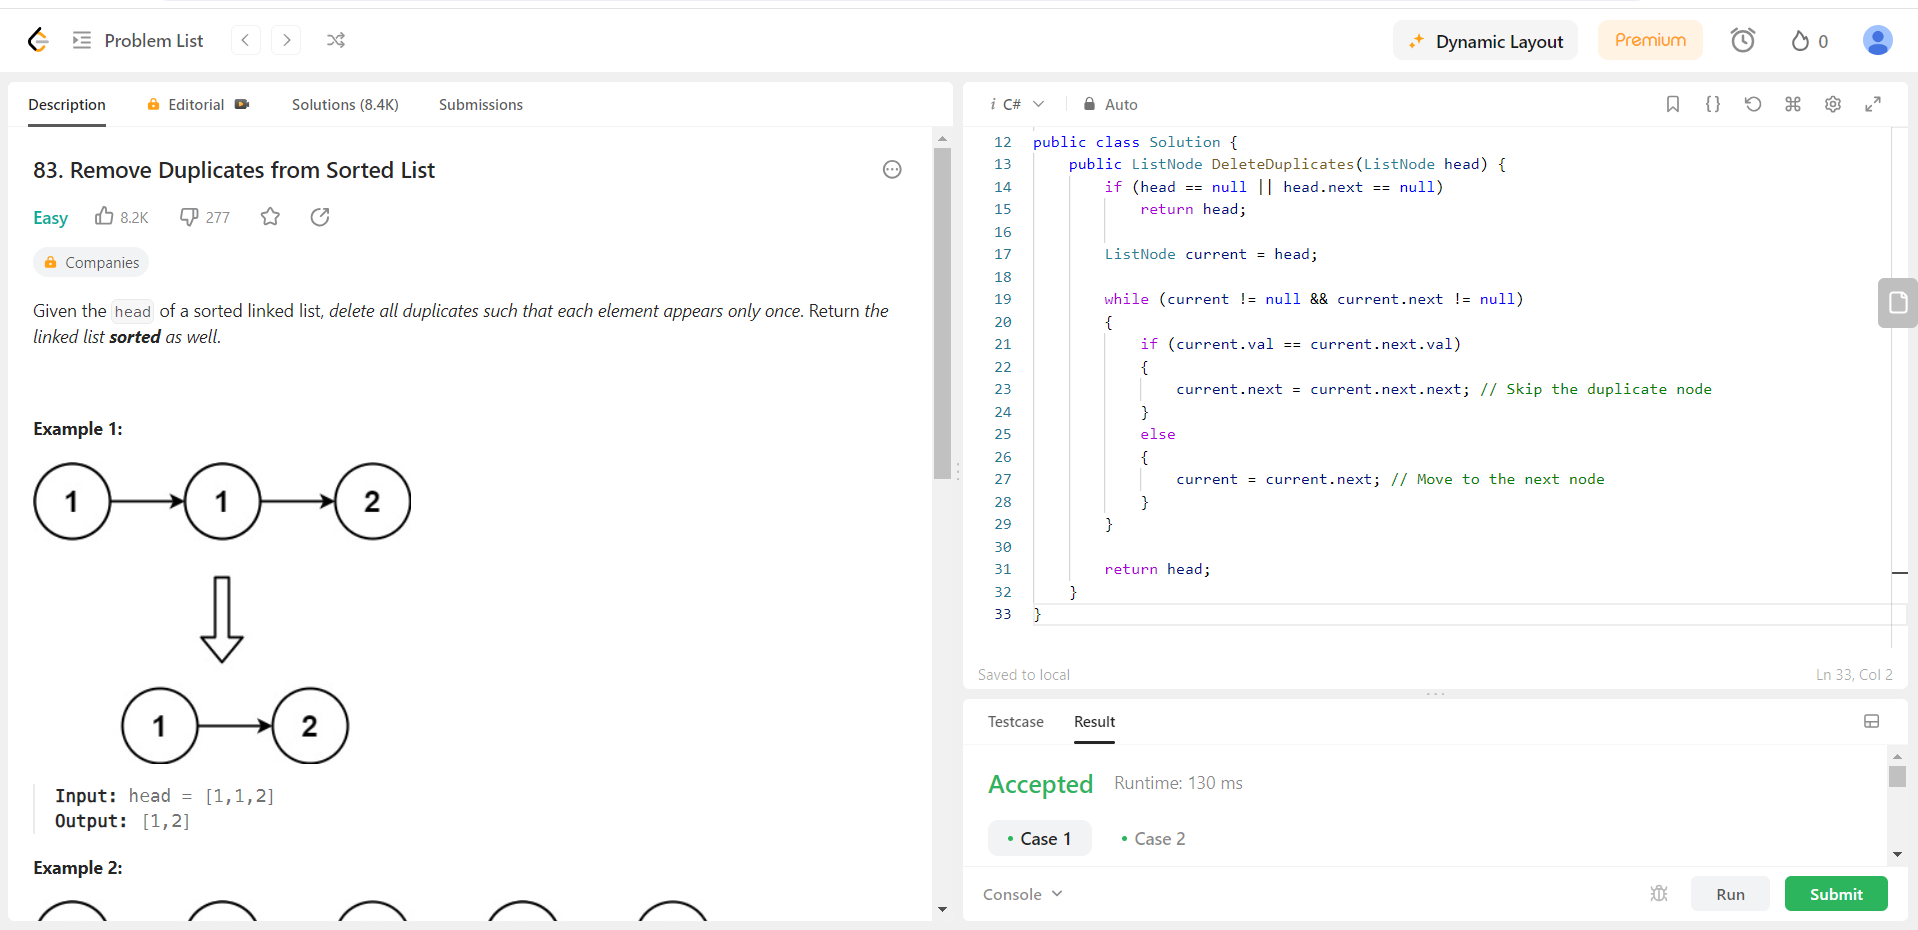 Problem List
Dynamic Layout
Premium
0
Description
Editorial
Solutions (8.4K)
Submissions
83. Remove Duplicates from Sorted List
Easy
8.2K
277
Companies
Given the head of a sorted linked list, delete all duplicates such that each element appears only once. Return the
linked list sorted as well.
Example 1:
1
1
2
1
2
Input: head = [1,1,2]
Output: [1,2]
Example 2:
i C#
Auto
12 public class Solution {
13     public ListNode DeleteDuplicates(ListNode head) {
14         if (head == null || head.next == null)
15             return head;
16
17         ListNode current = head;
18
19         while (current != null && current.next != null)
20         {
21             if (current.val == current.next.val)
22             {
23                 current.next = current.next.next; // Skip the duplicate node
24             }
25             else
26             {
27                 current = current.next; // Move to the next node
28             }
29         }
30
31         return head;
32     }
33 }
Saved to local
Ln 33, Col 2
Testcase
Result
Accepted
Runtime: 130 ms
Case 1
Case 2
Console
Run
Submit